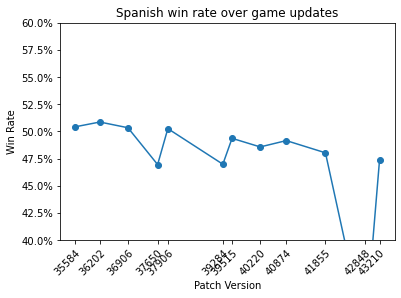 Spanish win rate over game updates
60.0%
57.5%
55.0%
52.5%
50.0%
47.5%
45.0%
42.5%
40.0%
Win Rate
35584 36202 36906 37650 37906 39284 39515 40220 40874 41855 42848 43210
Patch Version